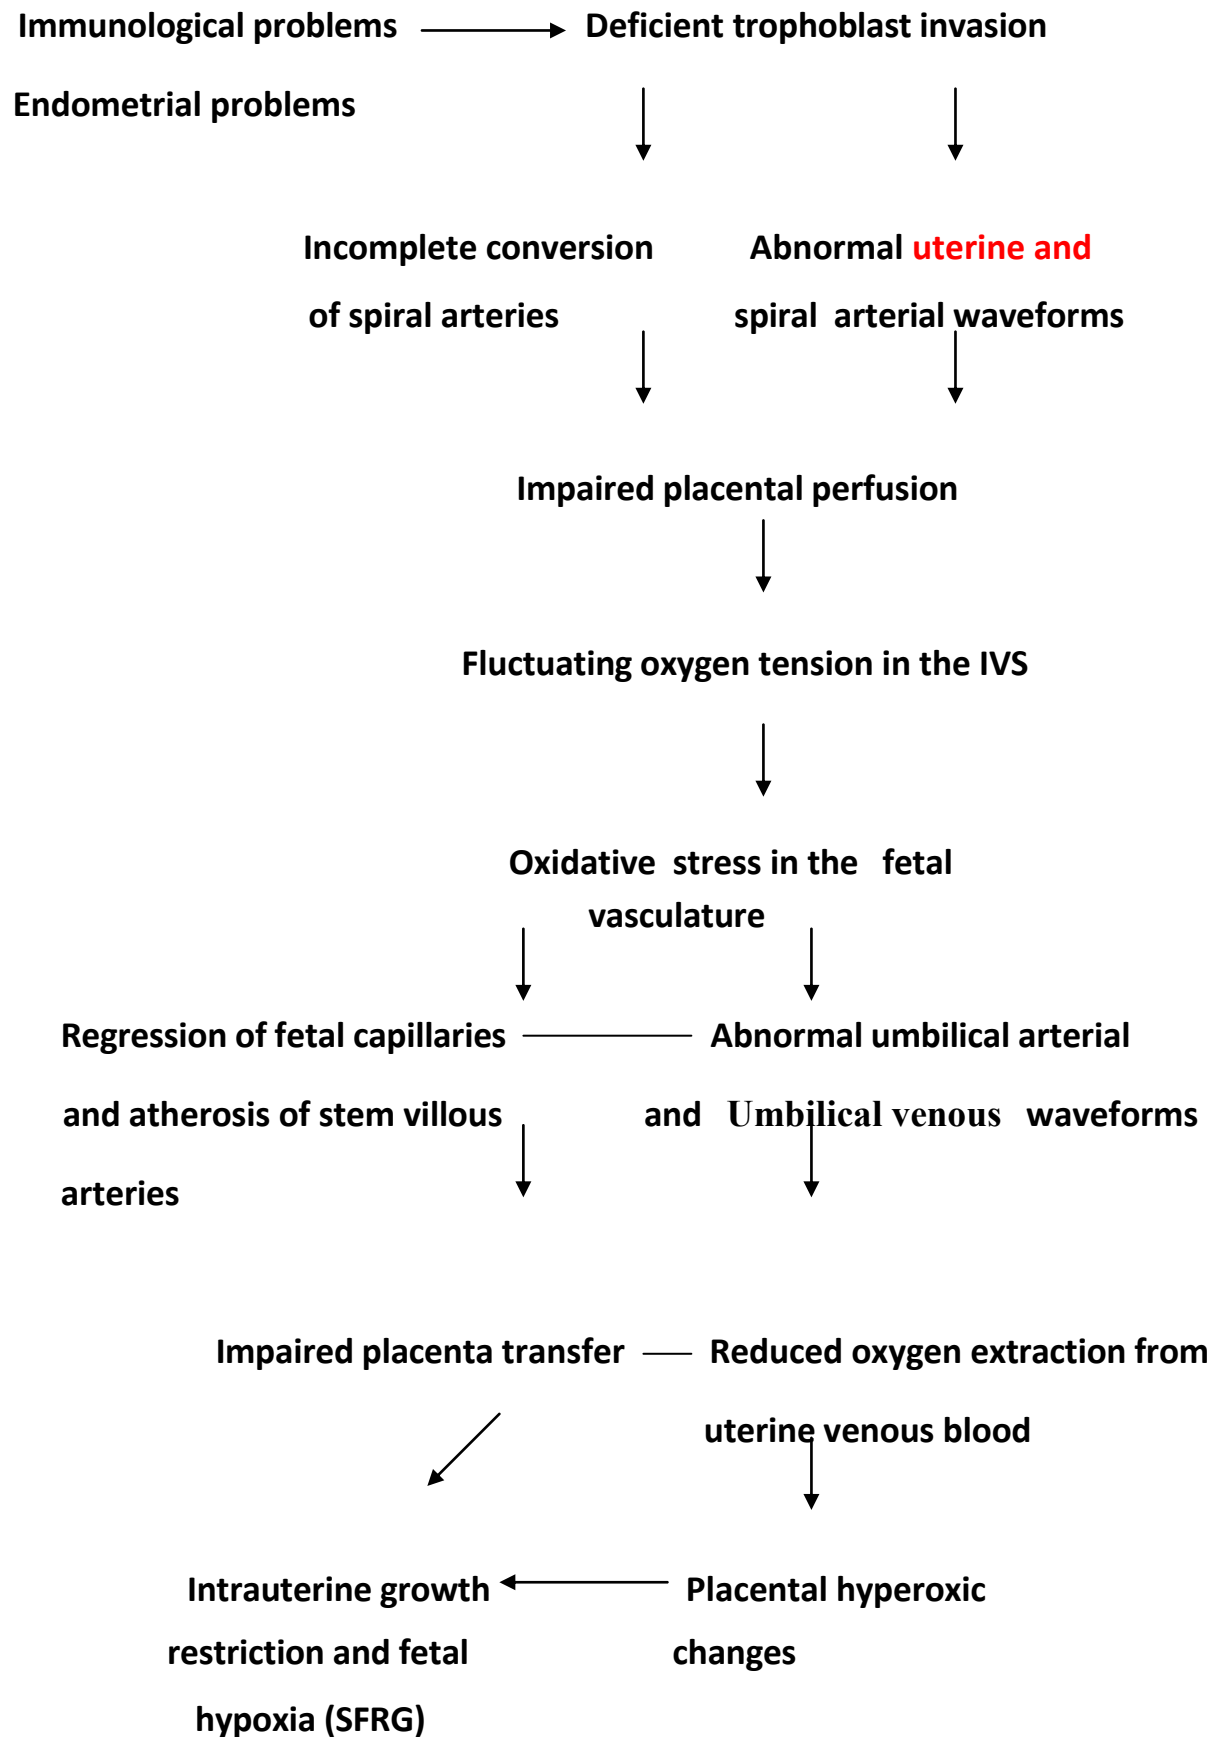 Immunological problems
Deficient trophoblast invasion
Endometrial problems
Incomplete conversion
of spiral arteries
Abnormal uterine and
spiral arterial waveforms
Impaired placental perfusion
Fluctuating oxygen tension in the IVS
Oxidative stress in the fetal
vasculature
Regression of fetal capillaries
and atherosis of stem villous
arteries
Abnormal umbilical arterial
and Umbilical venous waveforms
Impaired placenta transfer
Reduced oxygen extraction from
uterine venous blood
Intrauterine growth
restriction and fetal
hypoxia (SFRG)
Placental hyperoxic
changes